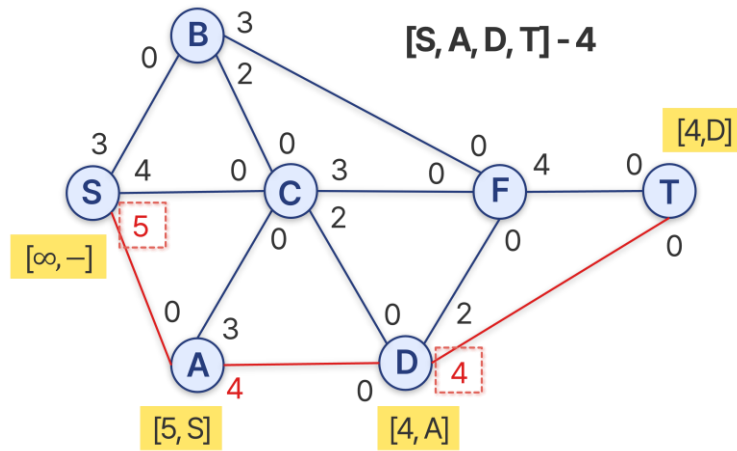 B 3
[S, A, D, T] - 4
0 2
[4,D]
3 0 0
4 0 3 0 4 0
S C F T
5 2
[∞, −] 0 0 0
0 3 0 2
A D
4 0 4
[5, S] [4, A]